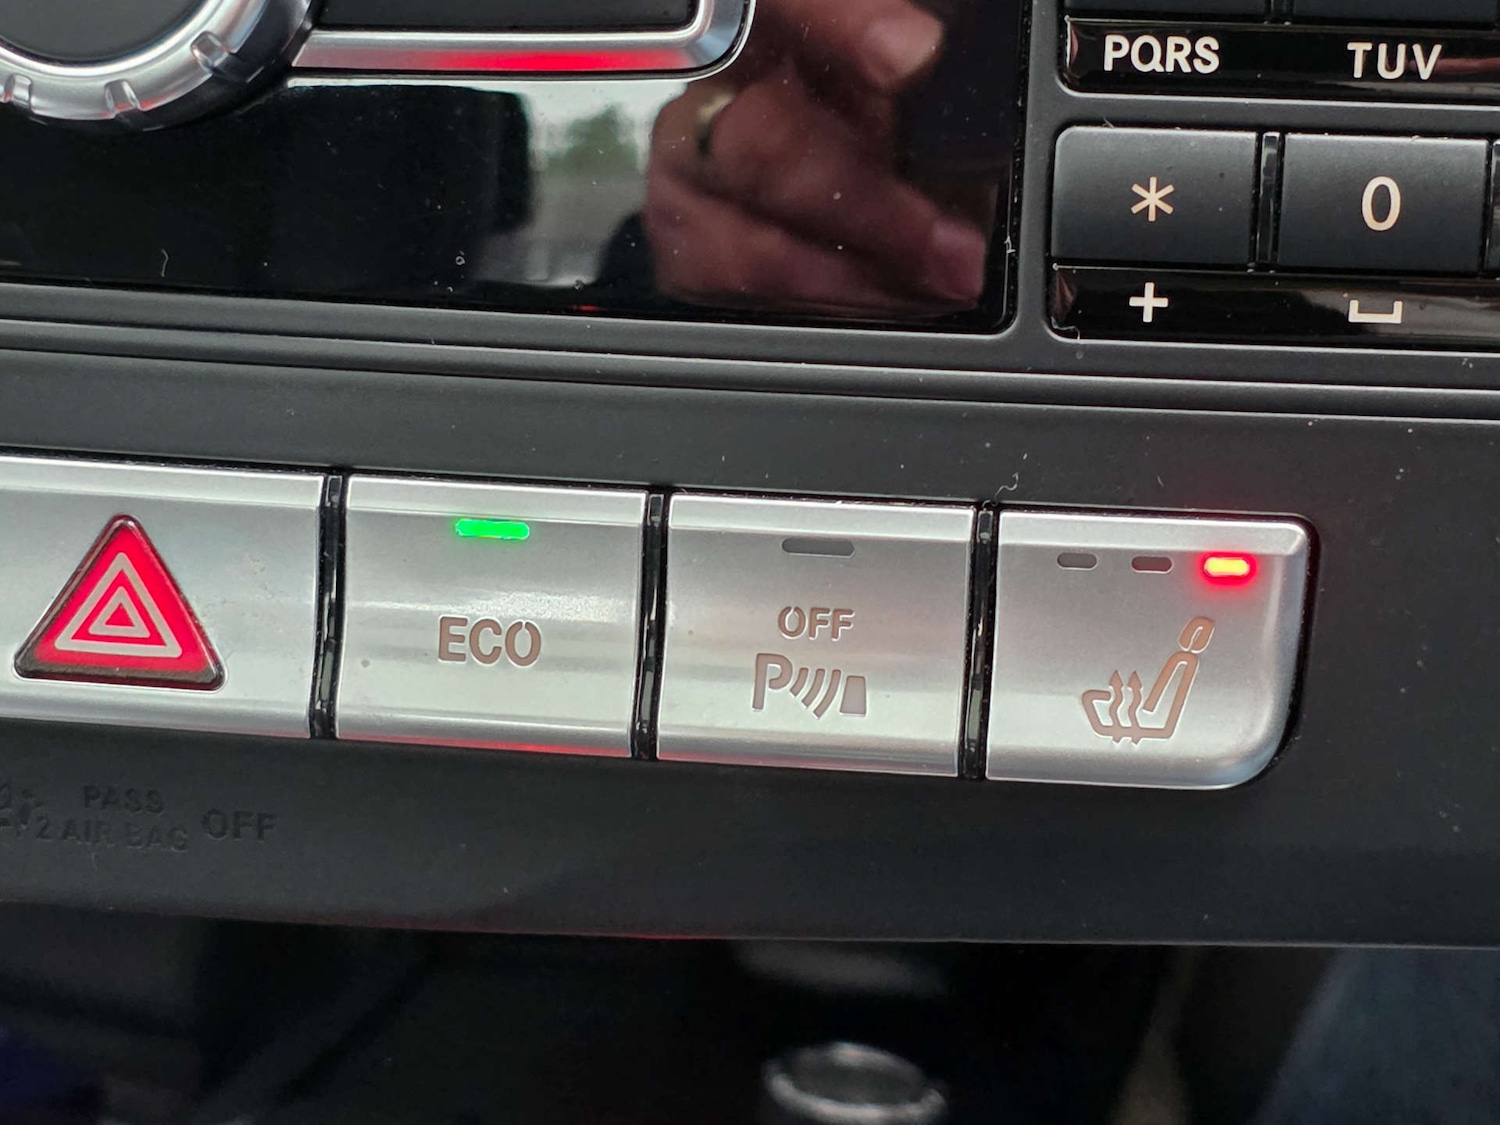 PQRS TUV
* 0
+
ECO
OFF
P
PASS
2 AIR BAG OFF